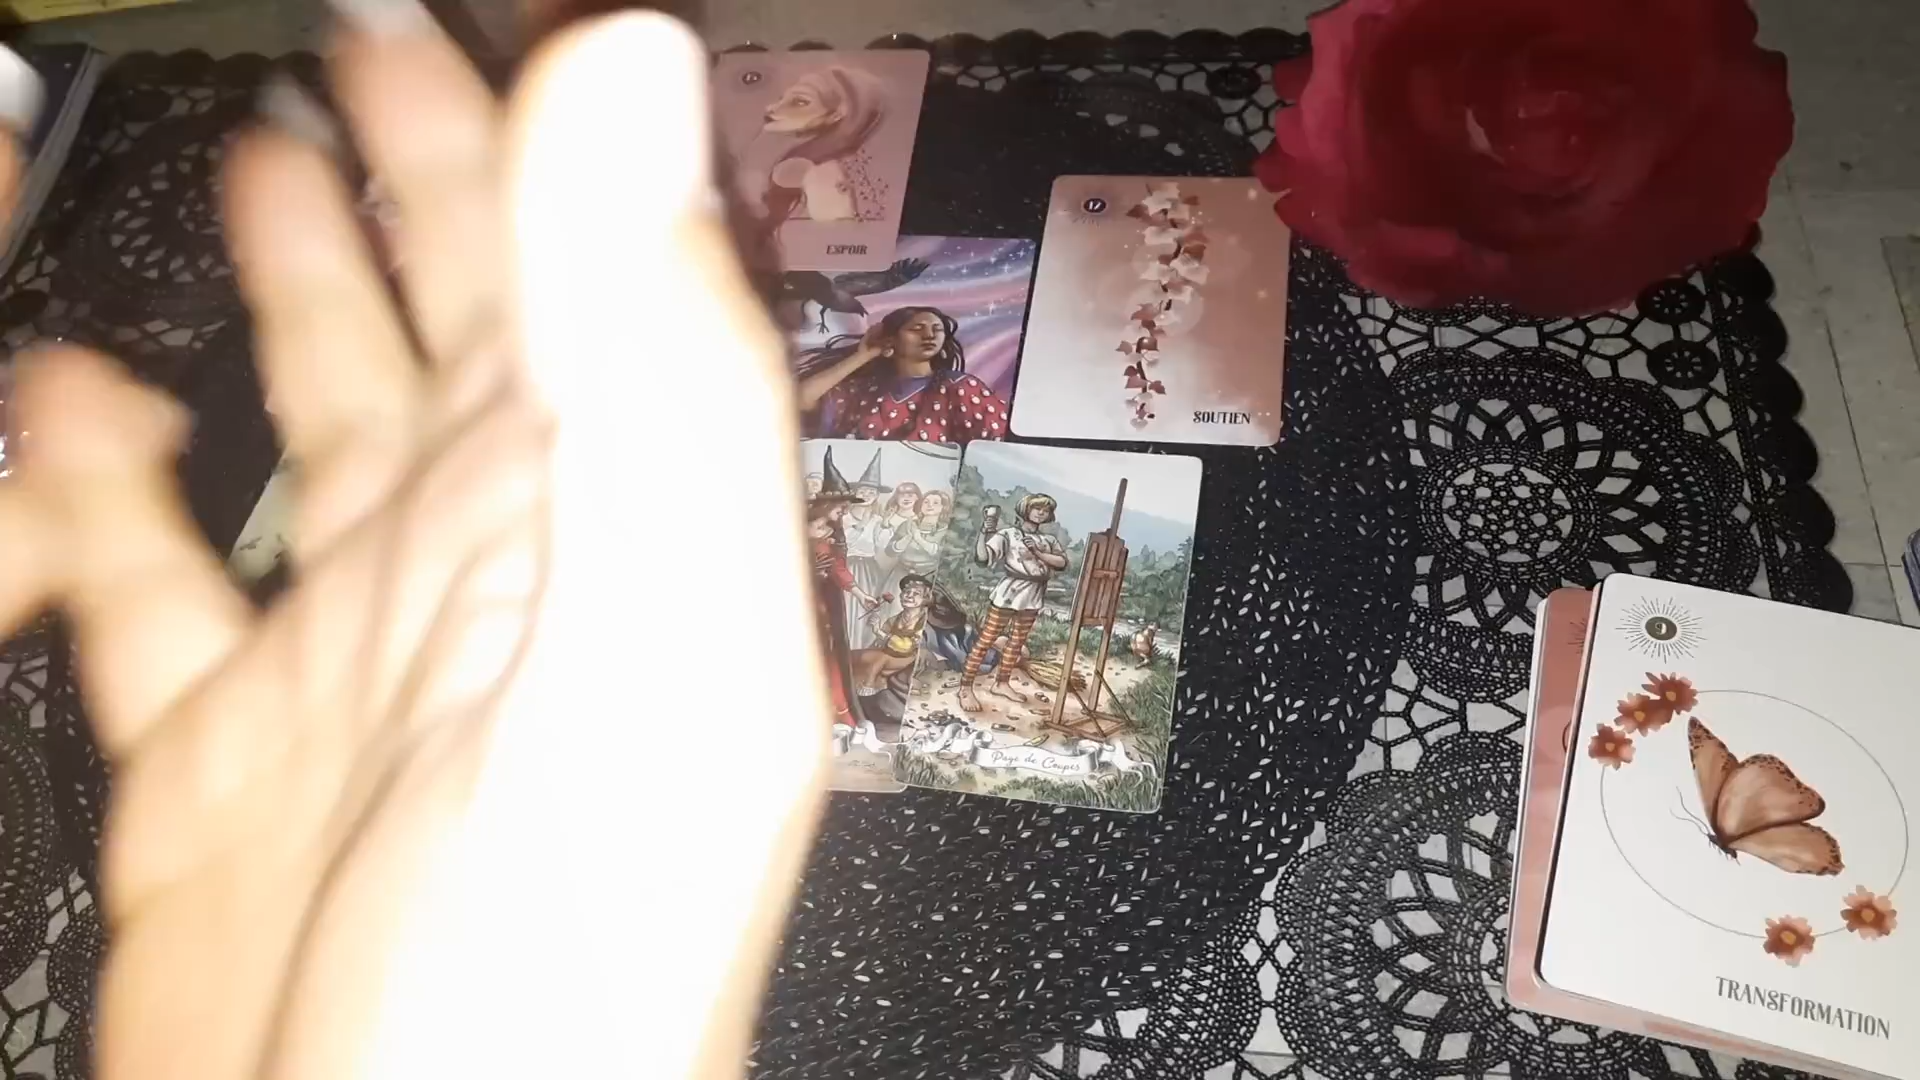 ESPOIR
17
SOUTIEN
Page de Coupes
9
TRANSFORMATION